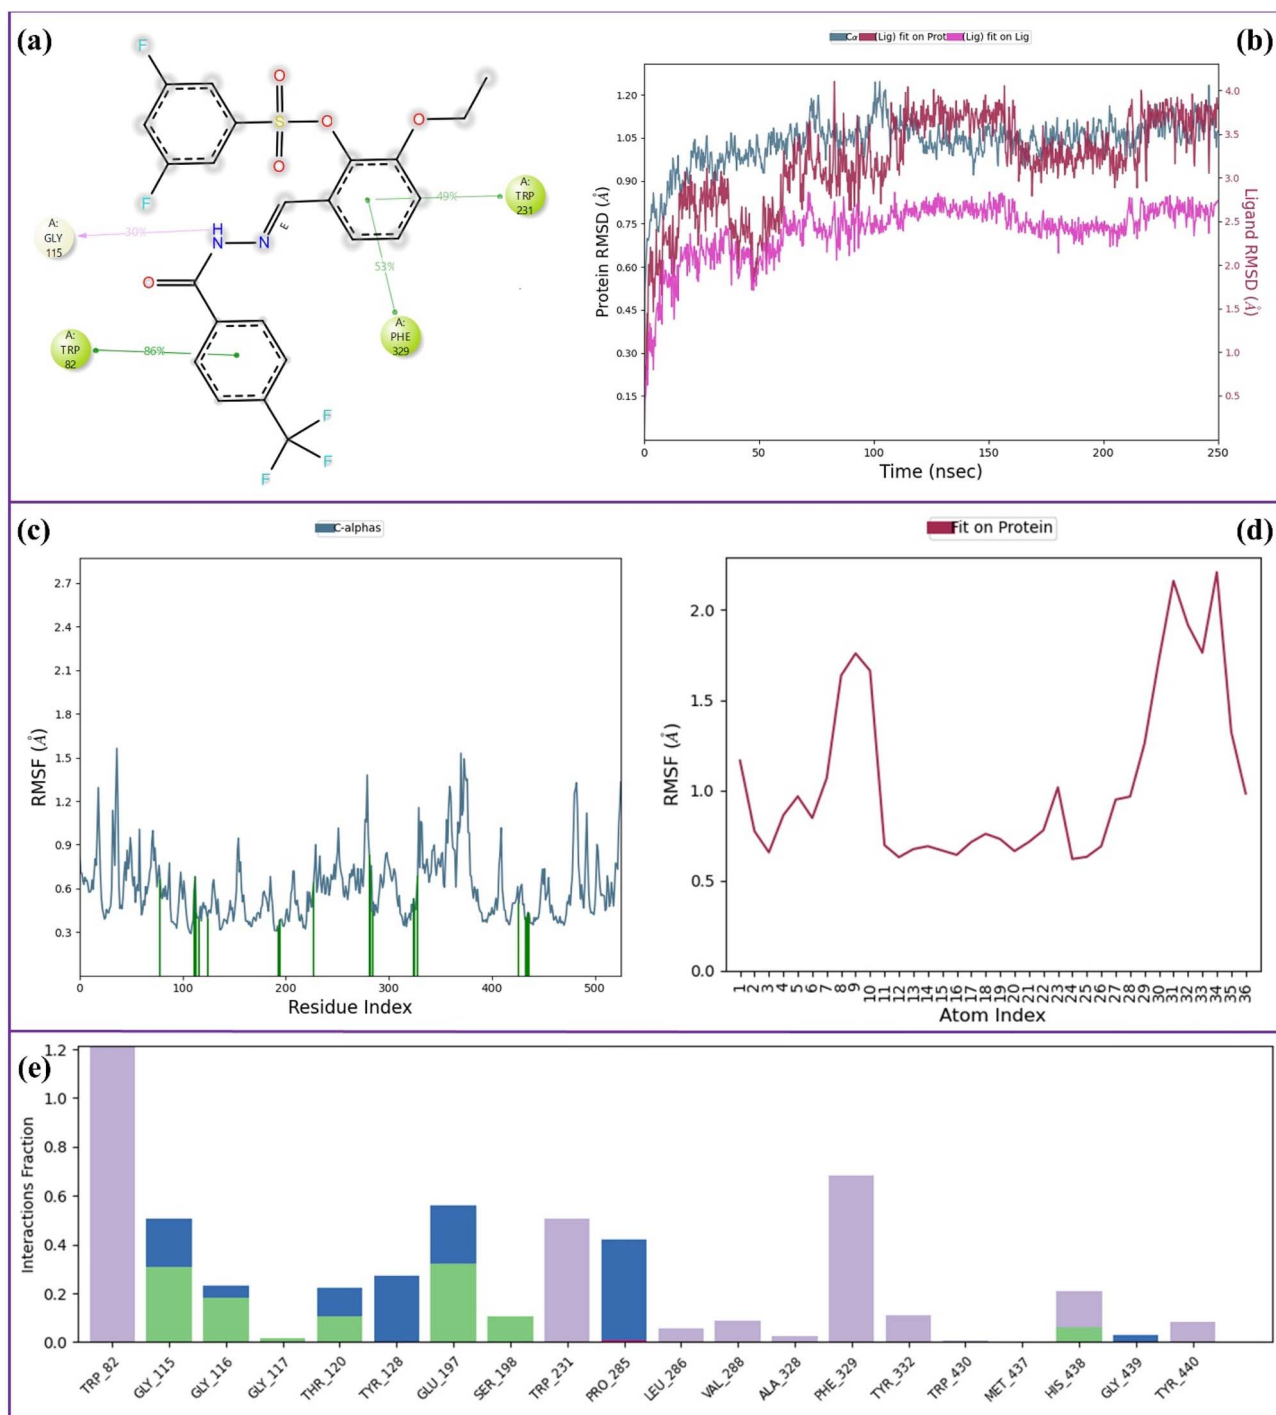 (a)
F
F
O
S
O
O
O
A:
TRP
231
49%
A:
GLY
115
30%
H
N
N
E
53%
O
A:
PHE
329
A:
TRP
82
86%
F
F
F
(b)
Cα
(Lig) fit on Prot
(Lig) fit on Lig
Protein RMSD (Å)
1.20
1.05
0.90
0.75
0.60
0.45
0.30
0.15
4.0
3.5
3.0
2.5
2.0
1.5
1.0
0.5
Ligand RMSD (Å)
0 50 100 150 200 250
Time (nsec)
(c)
C-alphas
RMSF (Å)
2.7
2.4
2.1
1.8
1.5
1.2
0.9
0.6
0.3
0 100 200 300 400 500
Residue Index
(d)
Fit on Protein
RMSF (Å)
2.0
1.5
1.0
0.5
0.0
1 2 3 4 5 6 7 8 9 10 11 12 13 14 15 16 17 18 19 20 21 22 23 24 25 26 27 28 29 30 31 32 33 34 35 36
Atom Index
(e)
Interactions Fraction
1.2
1.0
0.8
0.6
0.4
0.2
0.0
TRP_82
GLY_115
GLY_116
GLY_117
THR_120
TYR_128
GLU_197
SER_198
TRP_231
PRO_285
LEU_286
VAL_288
ALA_328
PHE_329
TYR_332
TRP_430
MET_437
HIS_438
GLY_439
TYR_440